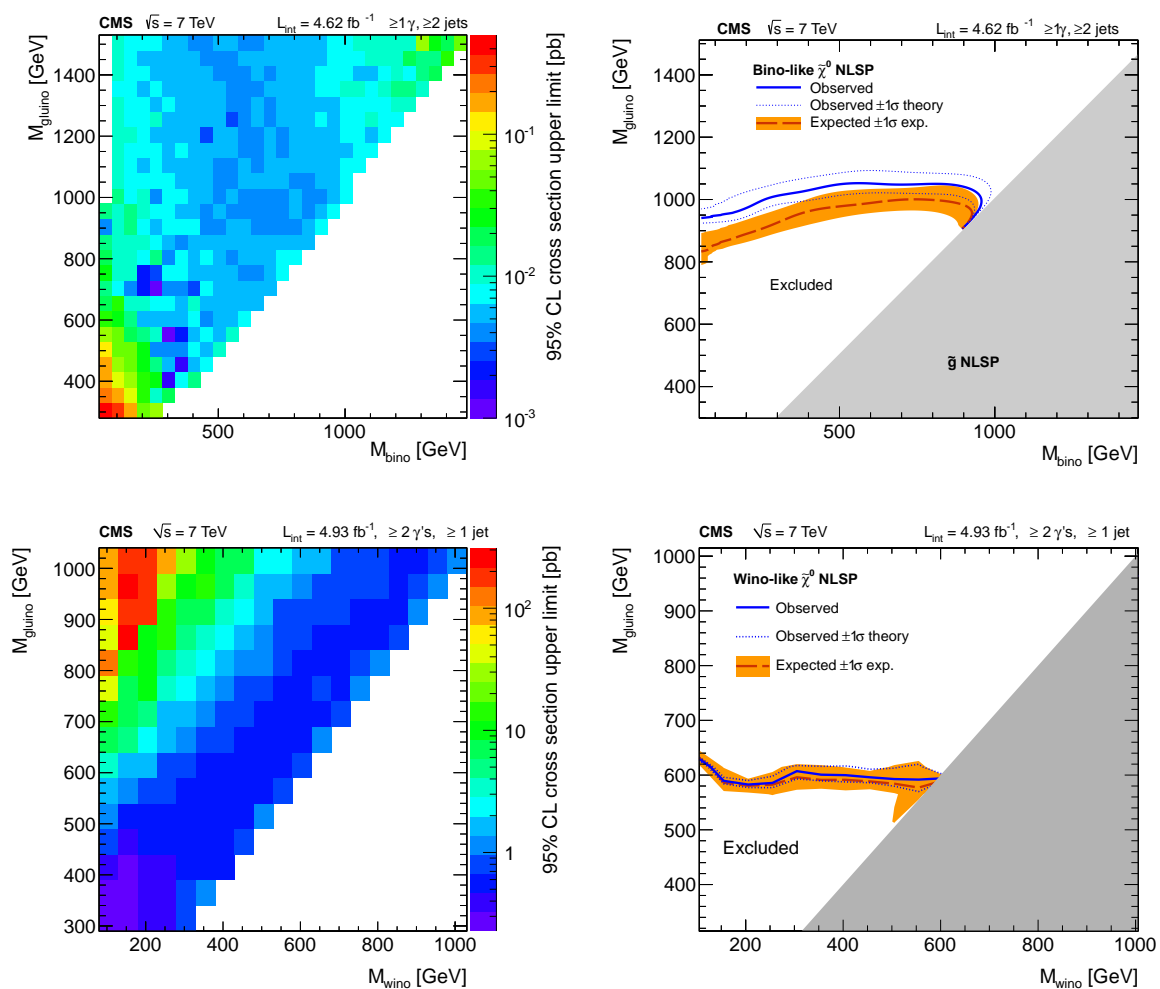 CMS √s = 7 TeV L_int = 4.62 fb⁻¹ ≥1γ, ≥2 jets
M_gluino [GeV]
1400
1200
1000
800
600
400
500
1000
M_bino [GeV]
10⁻¹
10⁻²
10⁻³
95% CL cross section upper limit [pb]
CMS √s = 7 TeV L_int = 4.62 fb⁻¹ ≥1γ, ≥2 jets
M_gluino [GeV]
Bino-like χ̃⁰ NLSP
Observed
Observed ±1σ theory
Expected ±1σ exp.
1400
1200
1000
800
600
400
Excluded
g̃ NLSP
500
1000
M_bino [GeV]
CMS √s = 7 TeV L_int = 4.93 fb⁻¹, ≥ 2 γ's, ≥ 1 jet
M_gluino [GeV]
1000
900
800
700
600
500
400
300
200
400
600
800
1000
M_wino [GeV]
10²
10
1
95% CL cross section upper limit [pb]
CMS √s = 7 TeV L_int = 4.93 fb⁻¹, ≥ 2 γ's, ≥ 1 jet
M_gluino [GeV]
Wino-like χ̃⁰ NLSP
Observed
Observed ±1σ theory
Expected ±1σ exp.
1000
900
800
700
600
500
400
Excluded
200
400
600
800
1000
M_wino [GeV]